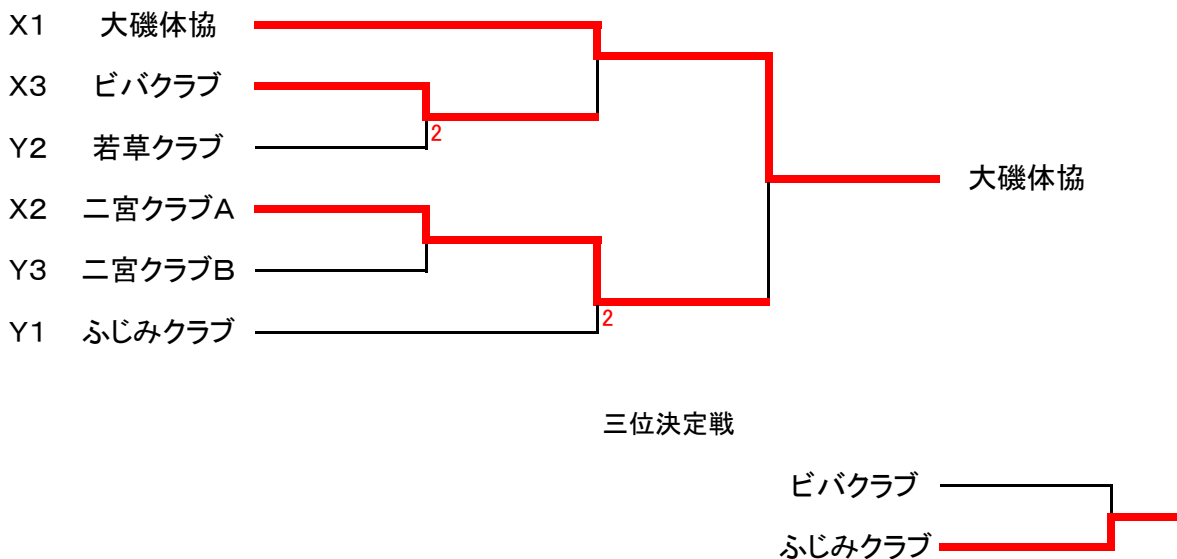 X1 大磯体協
X3 ビバクラブ
2
Y2 若草クラブ
大磯体協
X2 二宮クラブA
Y3 二宮クラブB
2
Y1 ふじみクラブ
三位決定戦
ビバクラブ
ふじみクラブ